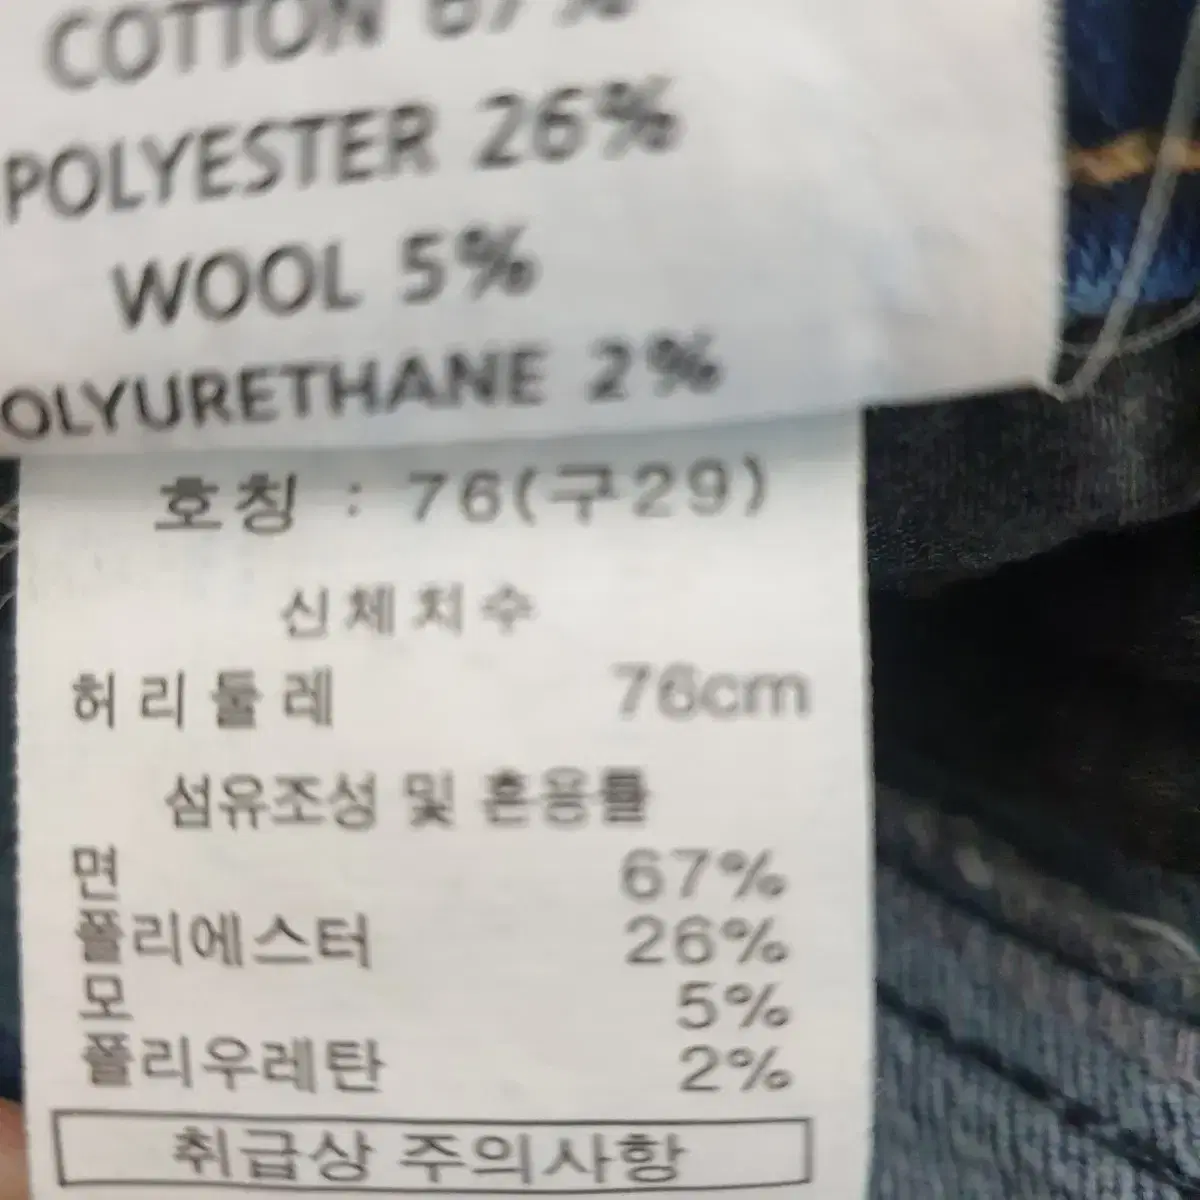 COTTON 67%
POLYESTER 26%
WOOL 5%
OLYURETHANE 2%
호칭 : 76(구29)
신체치수
허리둘레 76cm
섬유조성 및 혼용률
면 67%
폴리에스터 26%
모 5%
폴리우레탄 2%
취급상 주의사항